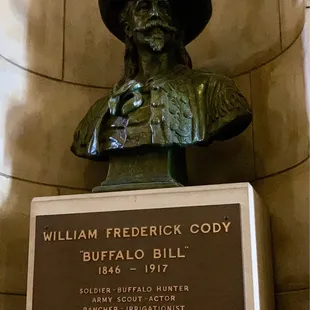 WILLIAM FREDERICK CODY
"BUFFALO BILL"
1846 - 1917
SOLDIER · BUFFALO HUNTER
ARMY SCOUT · ACTOR
RANCHER · IRRIGATIONIST